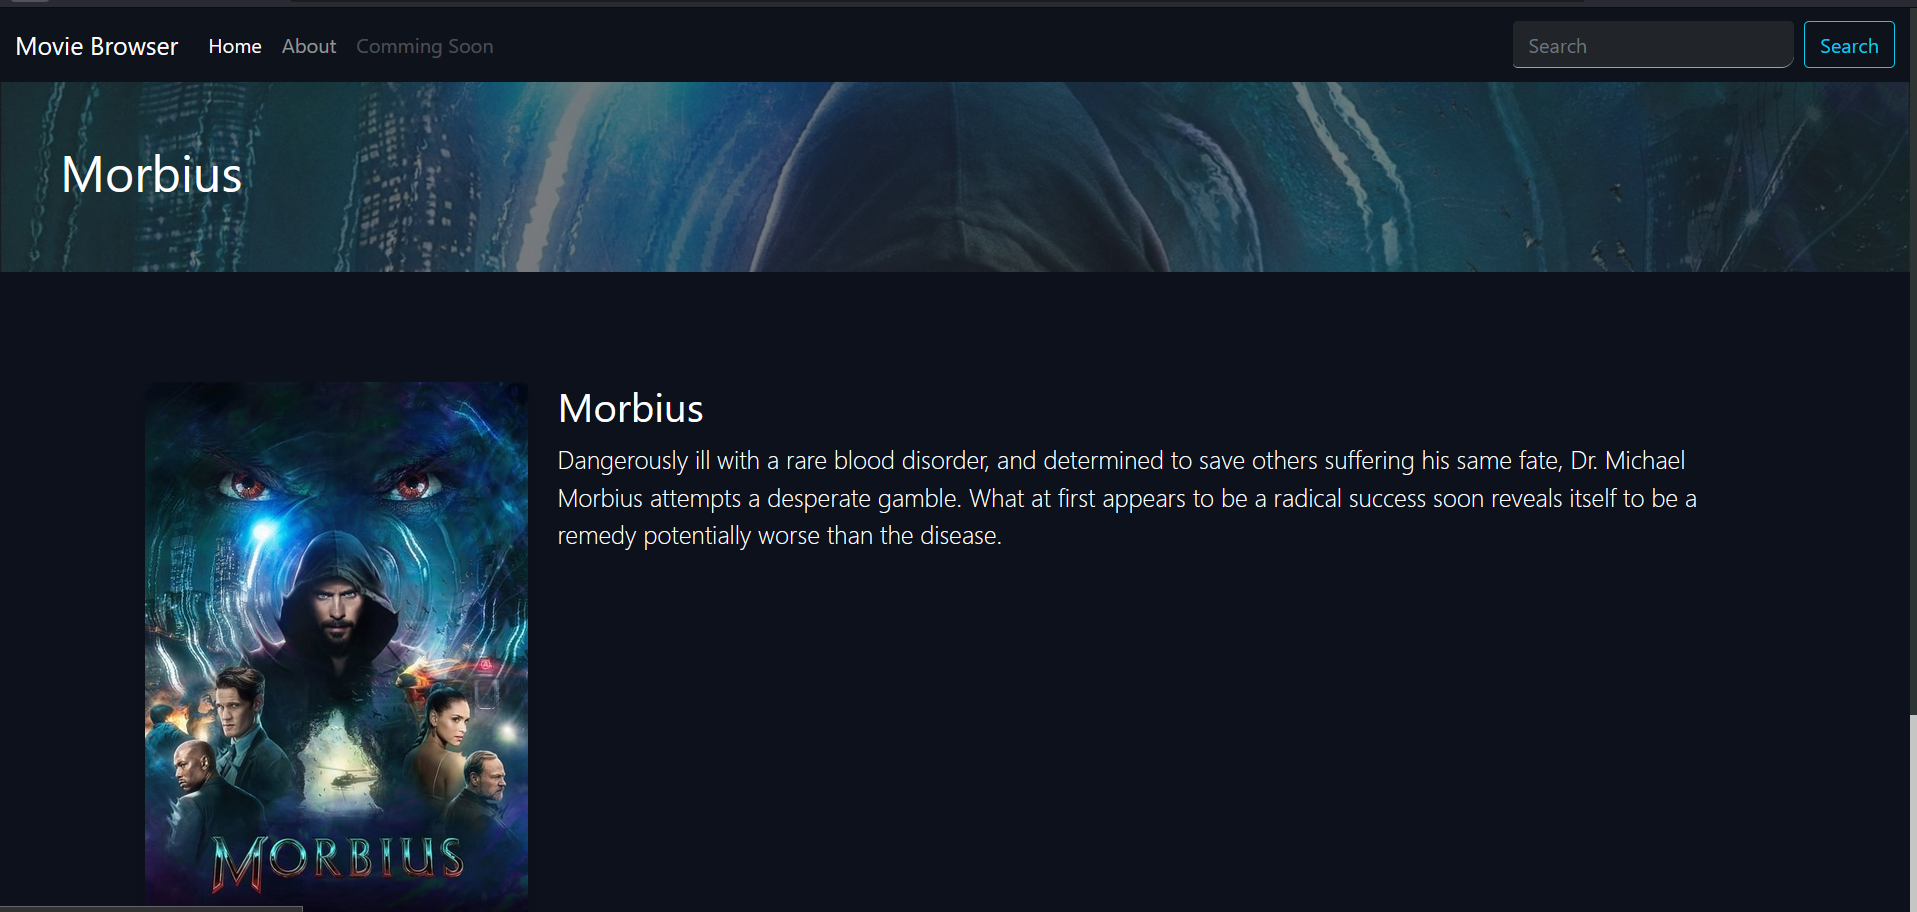 Movie Browser Home About Comming Soon Search Search
Morbius
Morbius
Dangerously ill with a rare blood disorder, and determined to save others suffering his same fate, Dr. Michael
Morbius attempts a desperate gamble. What at first appears to be a radical success soon reveals itself to be a
remedy potentially worse than the disease.
MORBIUS